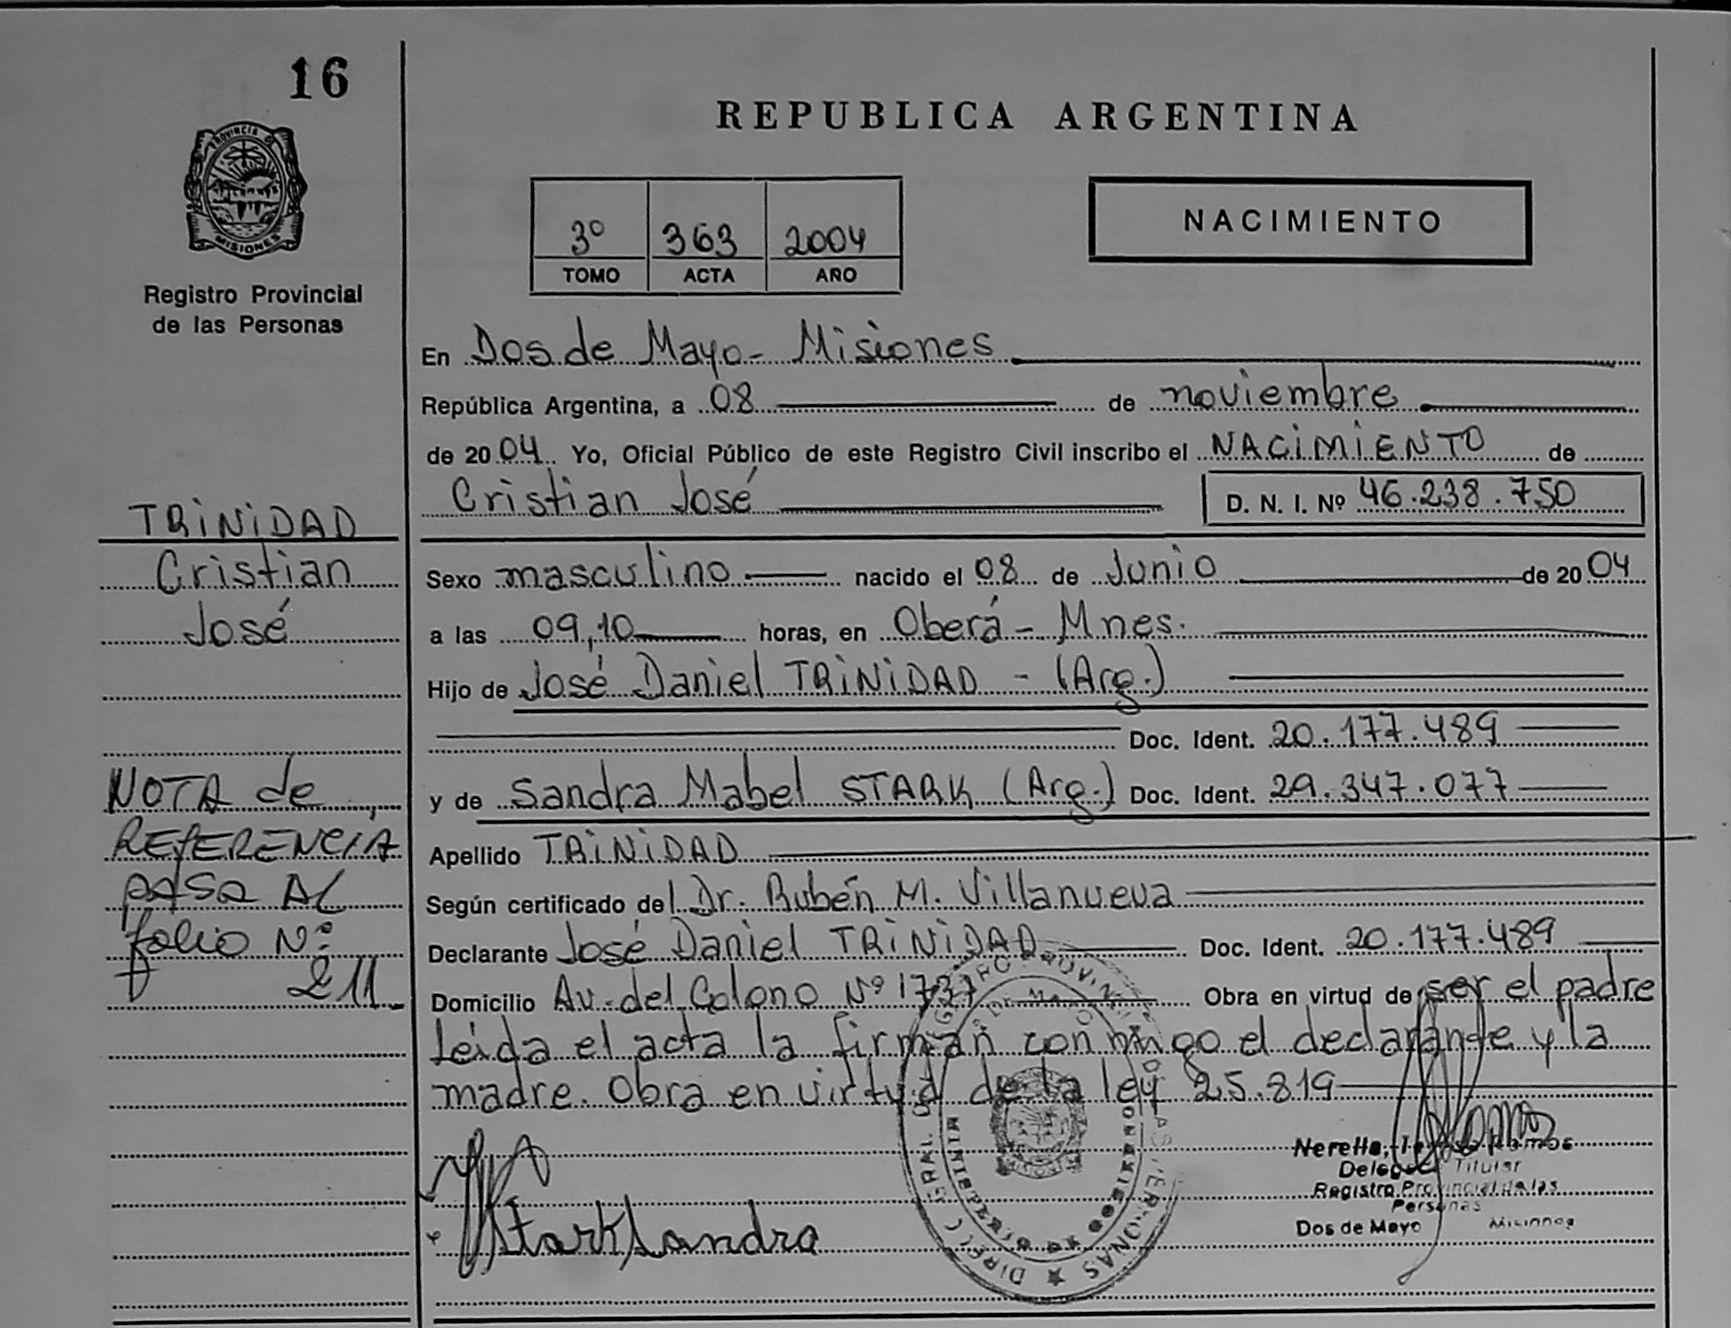 16
PROVINCIA DE
MISIONES
Registro Provincial
de las Personas
REPUBLICA ARGENTINA
3º 363 2004
TOMO ACTA AÑO
NACIMIENTO
En Dos de Mayo - Misiones
República Argentina, a 08 de noviembre
de 2004 Yo, Oficial Público de este Registro Civil inscribo el NACIMIENTO de
Cristian José D. N. I. Nº 46.238.750
TRINIDAD
Cristian
José
Sexo masculino nacido el 08 de Junio de 2004
a las 09,10 horas, en Oberá - Mnes.
Hijo de José Daniel TRINIDAD - (Arg.)
Doc. Ident. 20.177.489
y de Sandra Mabel STARK (Arg.) Doc. Ident. 29.347.077
Apellido TRINIDAD
Según certificado del Dr. Rubén M. Villanueva
Declarante José Daniel TRINIDAD Doc. Ident. 20.177.489
Domicilio Av. del Colono Nº 1737 Obra en virtud de ser el padre
Leída el acta la firman conmigo el declarante y la
madre. Obra en virtud de la ley 25.819
NOTA de
REFERENCIA
PASA AL
folio Nº
211
Stark Sandra
Titular
Registro Provincial de las
Personas
Dos de Mayo Misiones